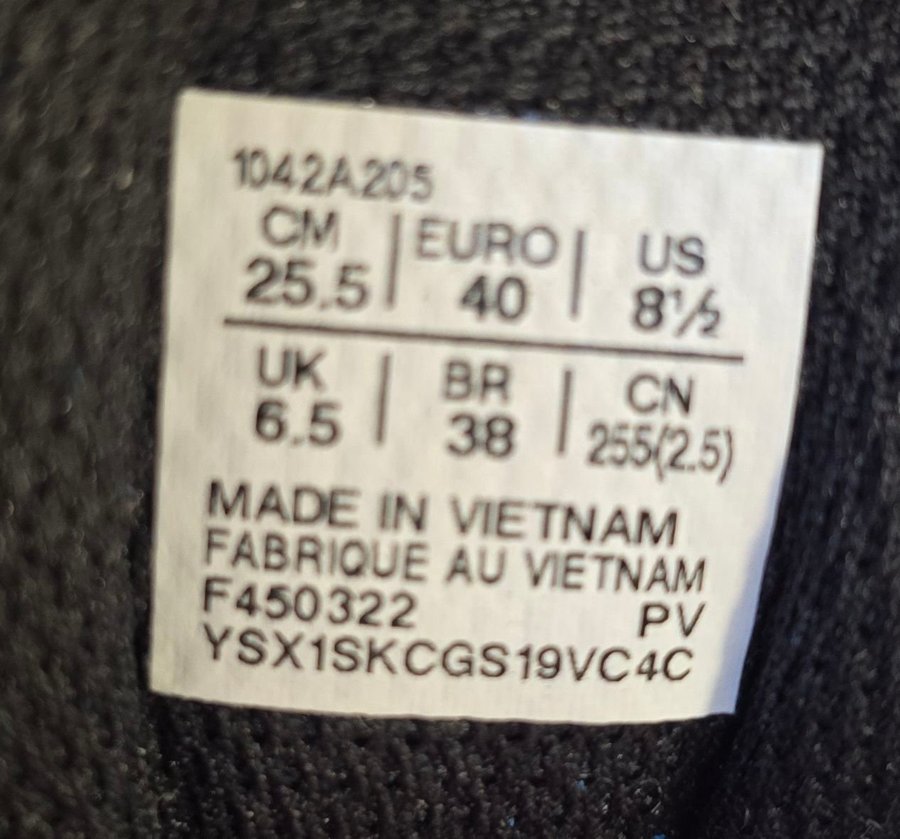 1042A205
CM | EURO | US
25.5 | 40 | 8½
UK | BR | CN
6.5 | 38 | 255(2.5)
MADE IN VIETNAM
FABRIQUE AU VIETNAM
F450322 PV
YSX1SKCGS19VC4C